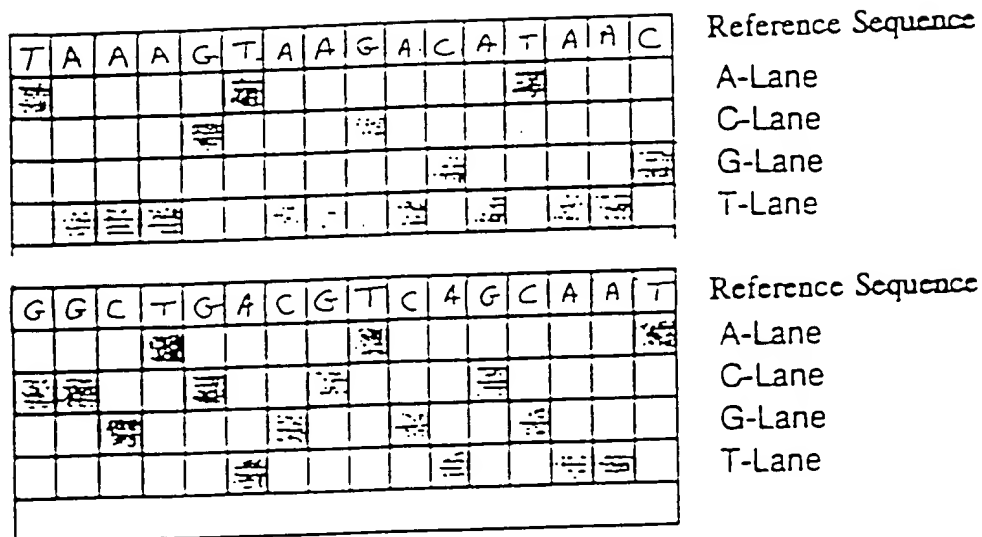 T A A A G T A A G A C A T A A C Reference Sequence
A-Lane
C-Lane
G-Lane
T-Lane
G G C T G A C G T C A G C A A T Reference Sequence
A-Lane
C-Lane
G-Lane
T-Lane